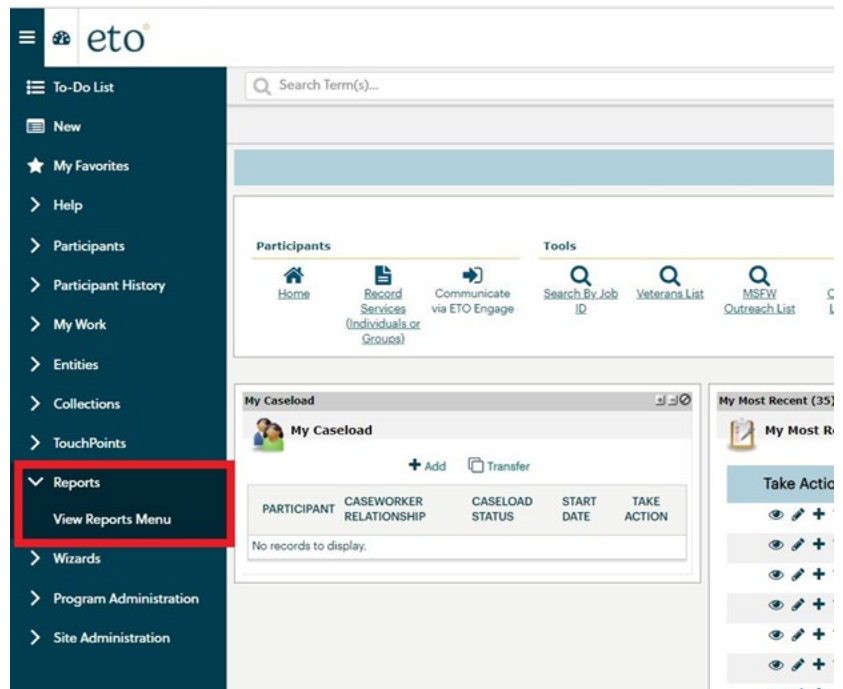 eto
To-Do List
Search Term(s)...
New
My Favorites
Help
Participants
Participant History
My Work
Entities
Collections
TouchPoints
Reports
View Reports Menu
Wizards
Program Administration
Site Administration
Participants
Home
Record
Services
(Individuals or
Groups)
Communicate
via ETO Engage
Tools
Search By Job
ID
Veterans List
MSFW
Outreach List
My Caseload
My Caseload
Add
Transfer
PARTICIPANT
CASEWORKER
RELATIONSHIP
CASELOAD
STATUS
START
DATE
TAKE
ACTION
No records to display.
My Most Recent (35)
My Most R
Take Actio